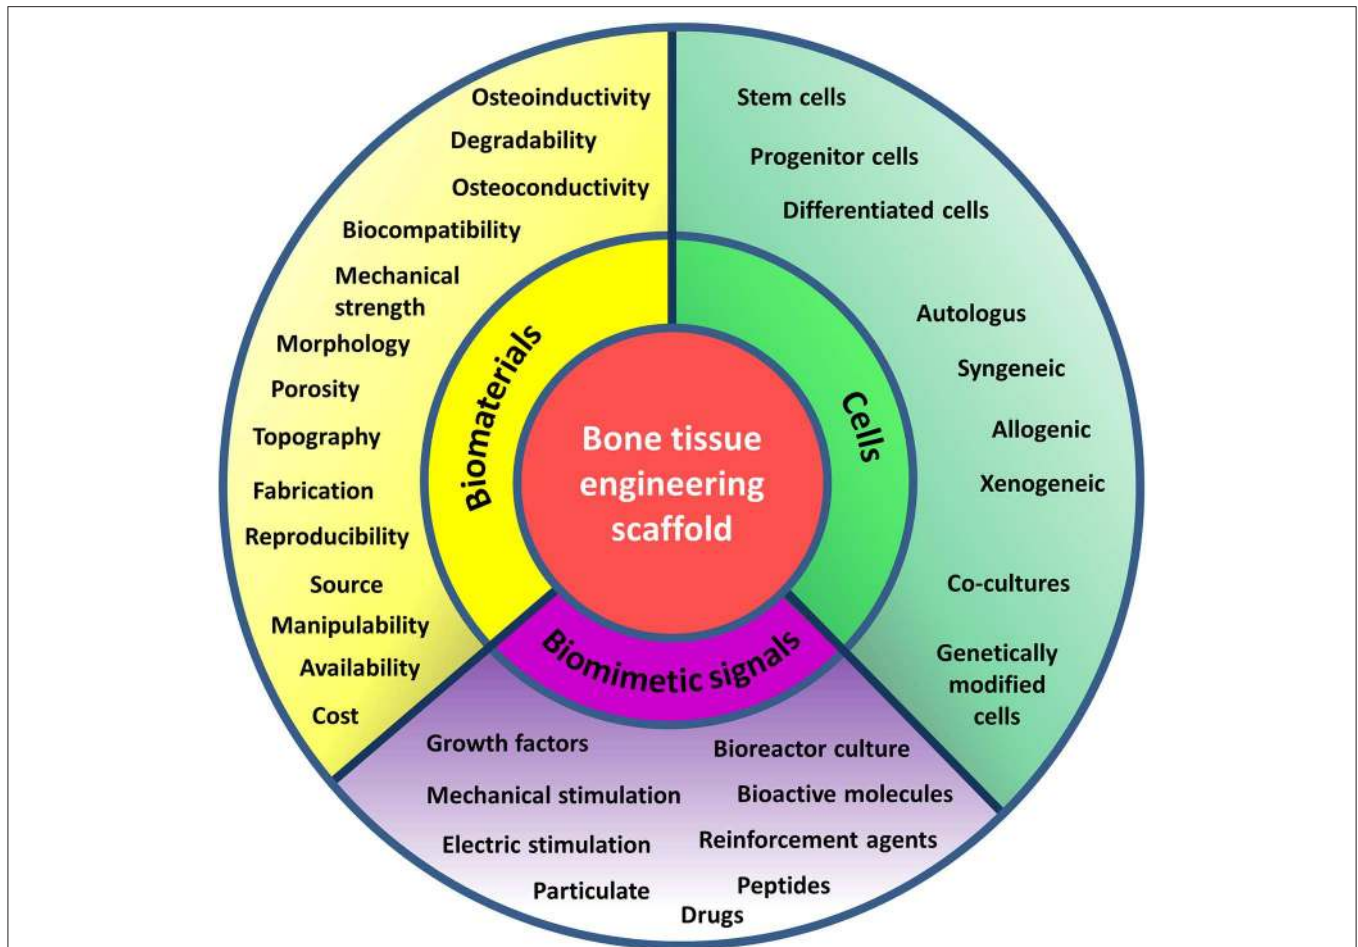 Osteoinductivity
Degradability
Osteoconductivity
Biocompatibility
Mechanical
strength
Morphology
Porosity
Topography
Fabrication
Reproducibility
Source
Manipulability
Availability
Cost
Biomaterials
Stem cells
Progenitor cells
Differentiated cells
Autologus
Syngeneic
Allogenic
Xenogeneic
Co-cultures
Genetically
modified
cells
Cells
Bone tissue
engineering
scaffold
Biomimetic signals
Growth factors
Mechanical stimulation
Electric stimulation
Particulate
Bioreactor culture
Bioactive molecules
Reinforcement agents
Peptides
Drugs